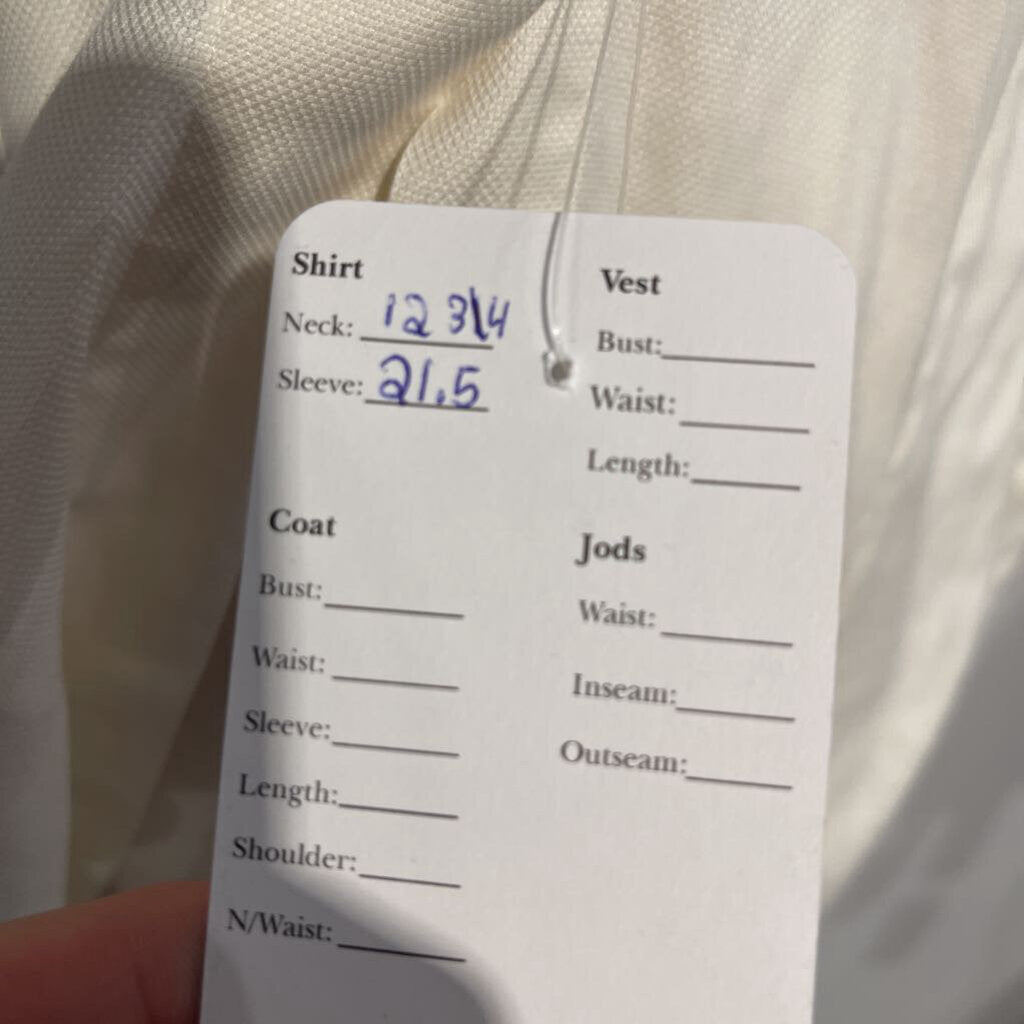 Shirt
Neck: 12 3\4
Sleeve: 21.5
Coat
Bust:
Waist:
Sleeve:
Length:
Shoulder:
N/Waist:
Vest
Bust:
Waist:
Length:
Jods
Waist:
Inseam:
Outseam: